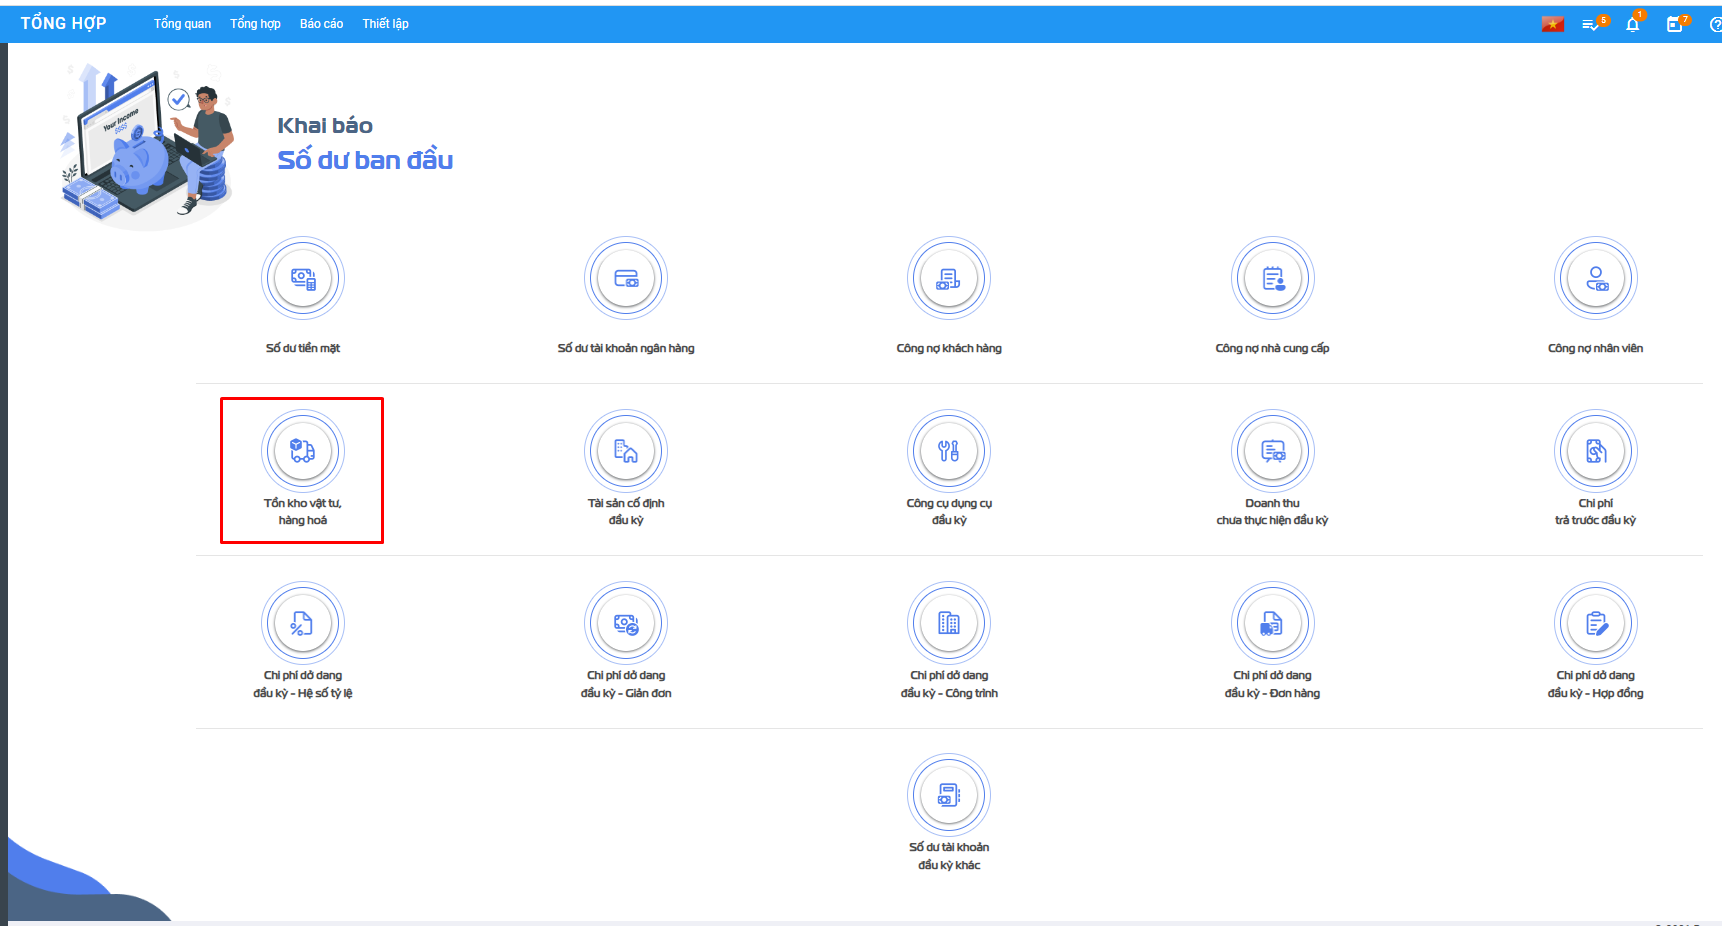 TỔNG HỢP
Tổng quan
Tổng hợp
Báo cáo
Thiết lập
5
1
7
Your Income
$$$$
Khai báo
Số dư ban đầu
Số dư tiền mặt
Số dư tài khoản ngân hàng
Công nợ khách hàng
Công nợ nhà cung cấp
Công nợ nhân viên
Tồn kho vật tư,
hàng hoá
Tài sản cố định
đầu kỳ
Công cụ dụng cụ
đầu kỳ
Doanh thu
chưa thực hiện đầu kỳ
Chi phí
trả trước đầu kỳ
Chi phí dở dang
đầu kỳ - Hệ số tỷ lệ
Chi phí dở dang
đầu kỳ - Giản đơn
Chi phí dở dang
đầu kỳ - Công trình
Chi phí dở dang
đầu kỳ - Đơn hàng
Chi phí dở dang
đầu kỳ - Hợp đồng
Số dư tài khoản
đầu kỳ khác